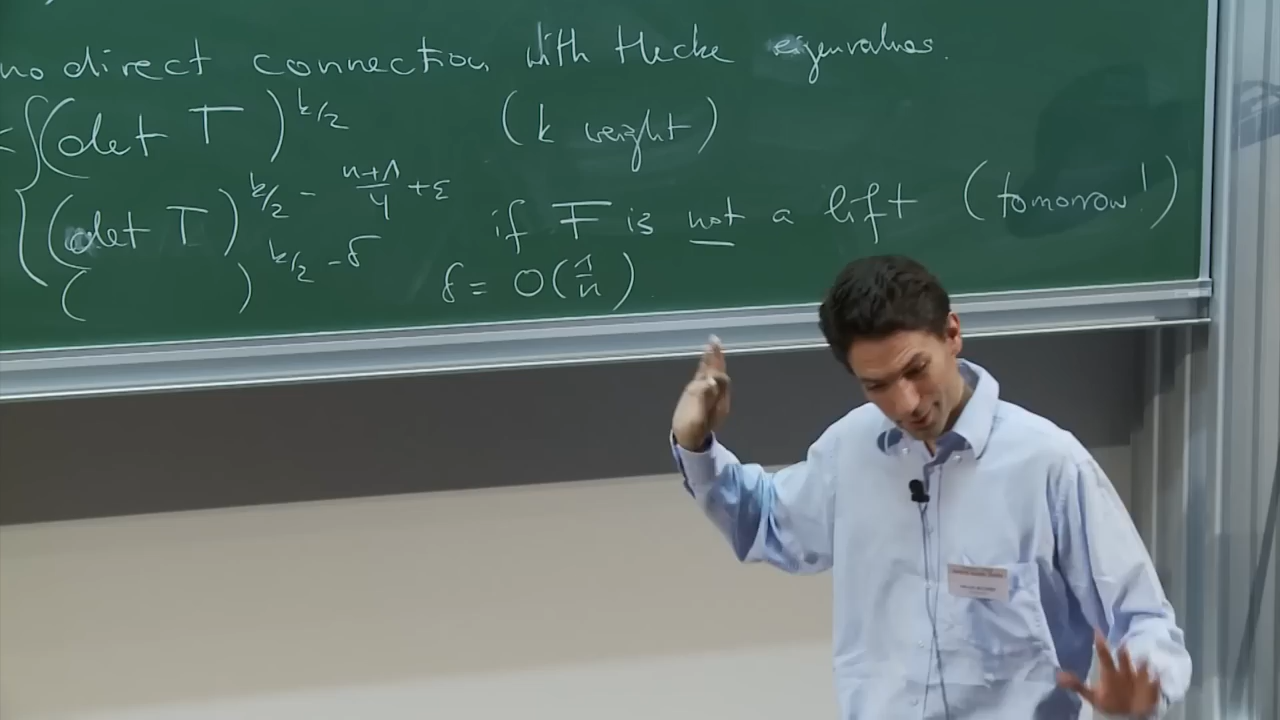 no direct connection with Hecke eigenvalues.
< { (det T)^{k/2} (k weight)
(det T)^{k/2 - (n+1)/4 + ε} if F is not a lift (tomorrow!)
( )^{k/2 - δ} δ = O(1/n)